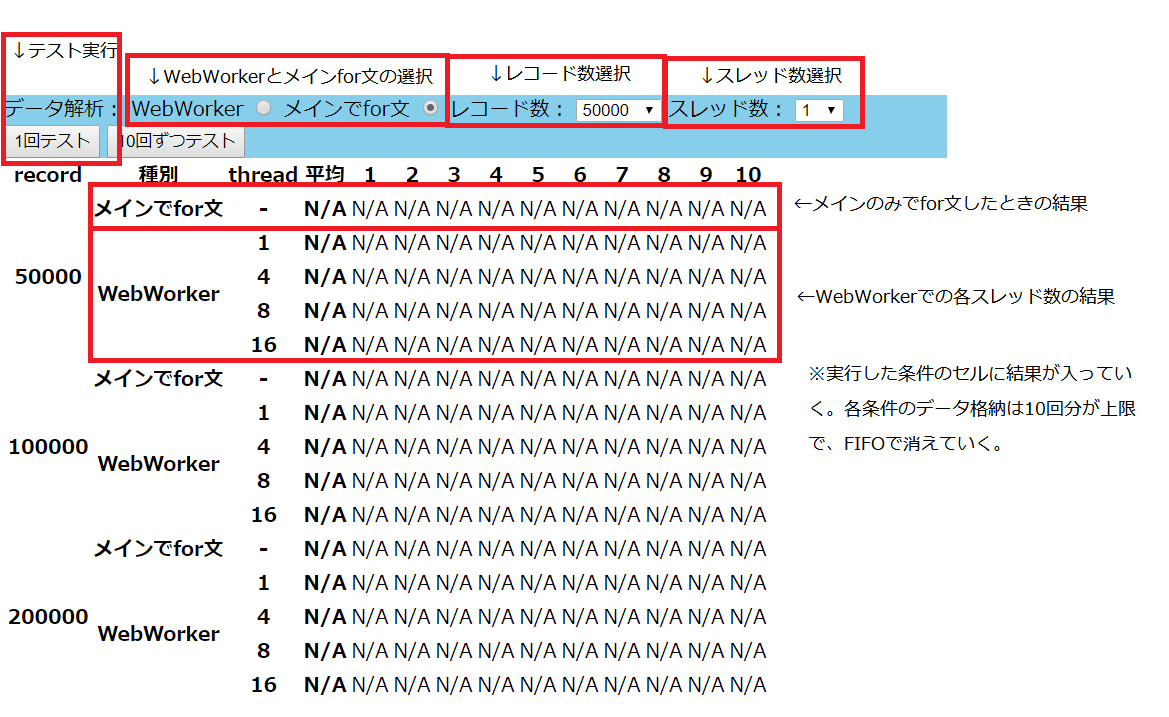 ↓テスト実行
↓WebWorkerとメインfor文の選択
↓レコード数選択
↓スレッド数選択
データ解析： WebWorker メインでfor文 レコード数： 50000 スレッド数： 1
1回テスト 10回ずつテスト
record 種別 thread 平均 1 2 3 4 5 6 7 8 9 10
メインでfor文 - N/A N/A N/A N/A N/A N/A N/A N/A N/A N/A N/A
←メインのみでfor文したときの結果
1 N/A N/A N/A N/A N/A N/A N/A N/A N/A N/A N/A
50000
4 N/A N/A N/A N/A N/A N/A N/A N/A N/A N/A N/A
WebWorker
←WebWorkerでの各スレッド数の結果
8 N/A N/A N/A N/A N/A N/A N/A N/A N/A N/A N/A
16 N/A N/A N/A N/A N/A N/A N/A N/A N/A N/A N/A
※実行した条件のセルに結果が入ってい
く。各条件のデータ格納は10回分が上限
で、FIFOで消えていく。
メインでfor文 - N/A N/A N/A N/A N/A N/A N/A N/A N/A N/A N/A
1 N/A N/A N/A N/A N/A N/A N/A N/A N/A N/A N/A
100000
4 N/A N/A N/A N/A N/A N/A N/A N/A N/A N/A N/A
WebWorker
8 N/A N/A N/A N/A N/A N/A N/A N/A N/A N/A N/A
16 N/A N/A N/A N/A N/A N/A N/A N/A N/A N/A N/A
メインでfor文 - N/A N/A N/A N/A N/A N/A N/A N/A N/A N/A N/A
1 N/A N/A N/A N/A N/A N/A N/A N/A N/A N/A N/A
200000
4 N/A N/A N/A N/A N/A N/A N/A N/A N/A N/A N/A
WebWorker
8 N/A N/A N/A N/A N/A N/A N/A N/A N/A N/A N/A
16 N/A N/A N/A N/A N/A N/A N/A N/A N/A N/A N/A